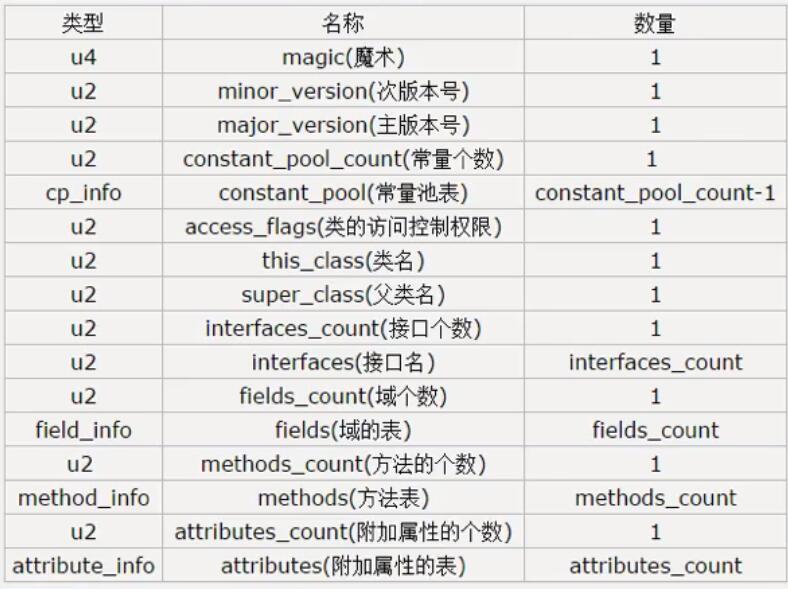 类型 名称 数量
u4 magic(魔术) 1
u2 minor_version(次版本号) 1
u2 major_version(主版本号) 1
u2 constant_pool_count(常量个数) 1
cp_info constant_pool(常量池表) constant_pool_count-1
u2 access_flags(类的访问控制权限) 1
u2 this_class(类名) 1
u2 super_class(父类名) 1
u2 interfaces_count(接口个数) 1
u2 interfaces(接口名) interfaces_count
u2 fields_count(域个数) 1
field_info fields(域的表) fields_count
u2 methods_count(方法的个数) 1
method_info methods(方法表) methods_count
u2 attributes_count(附加属性的个数) 1
attribute_info attributes(附加属性的表) attributes_count